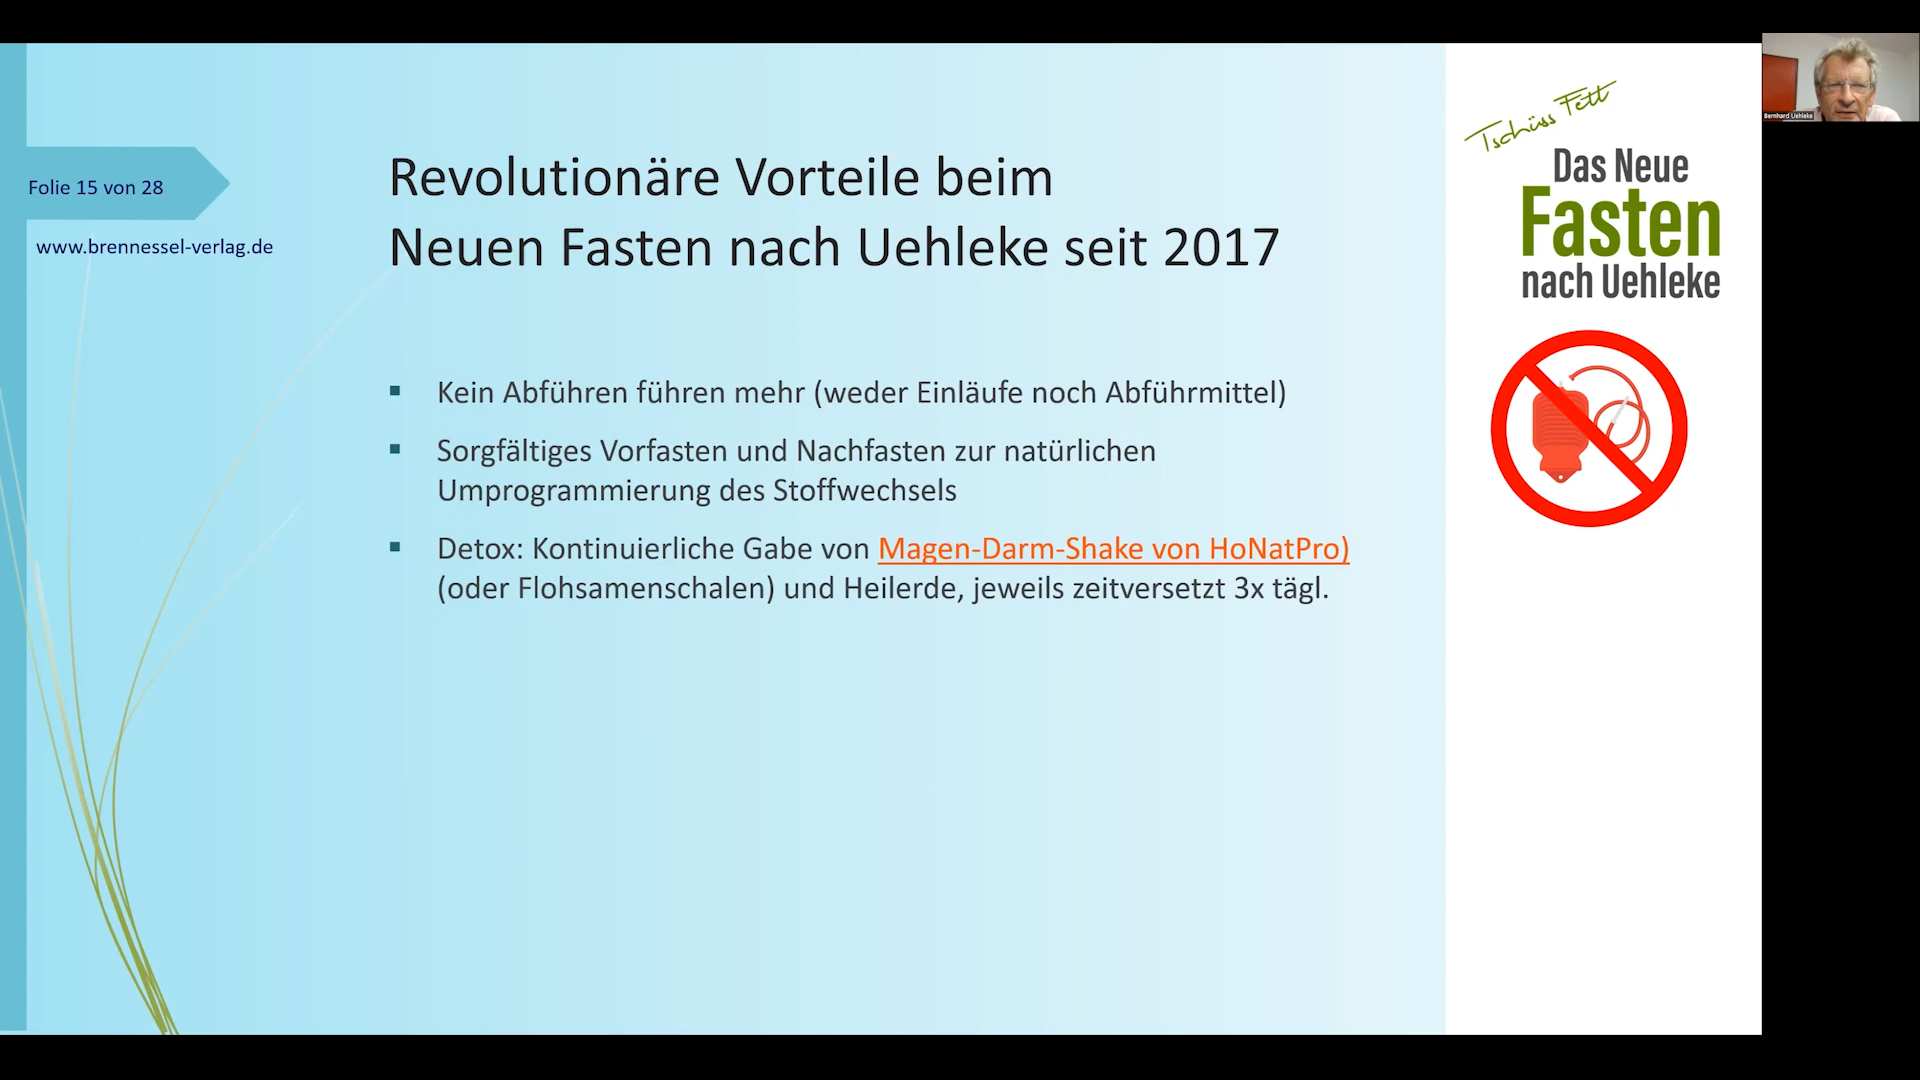 Folie 15 von 28
www.brennessel-verlag.de
Revolutionäre Vorteile beim
Neuen Fasten nach Uehleke seit 2017
Kein Abführen führen mehr (weder Einläufe noch Abführmittel)
Sorgfältiges Vorfasten und Nachfasten zur natürlichen
Umprogrammierung des Stoffwechsels
Detox: Kontinuierliche Gabe von Magen-Darm-Shake von HoNatPro)
(oder Flohsamenschalen) und Heilerde, jeweils zeitversetzt 3x tägl.
Tschüss Fett
Das Neue
Fasten
nach Uehleke
Bernhard Uehleke